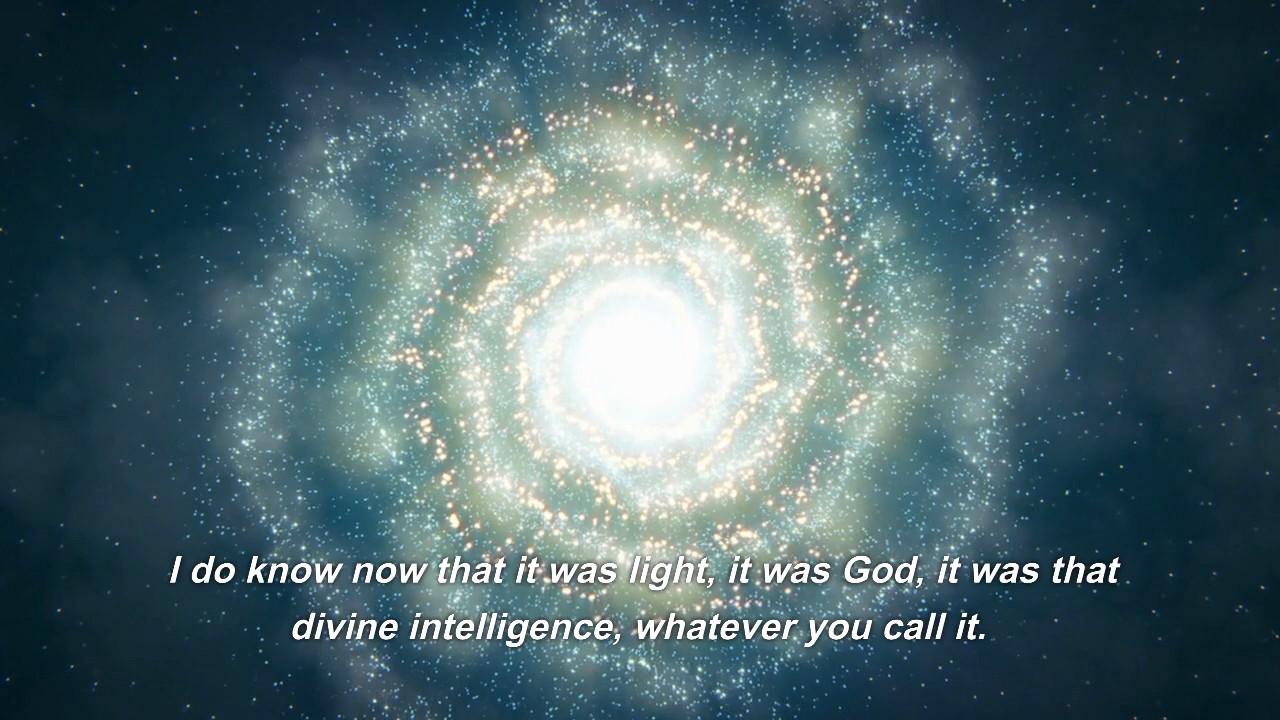 I do know now that it was light, it was God, it was that
divine intelligence, whatever you call it.